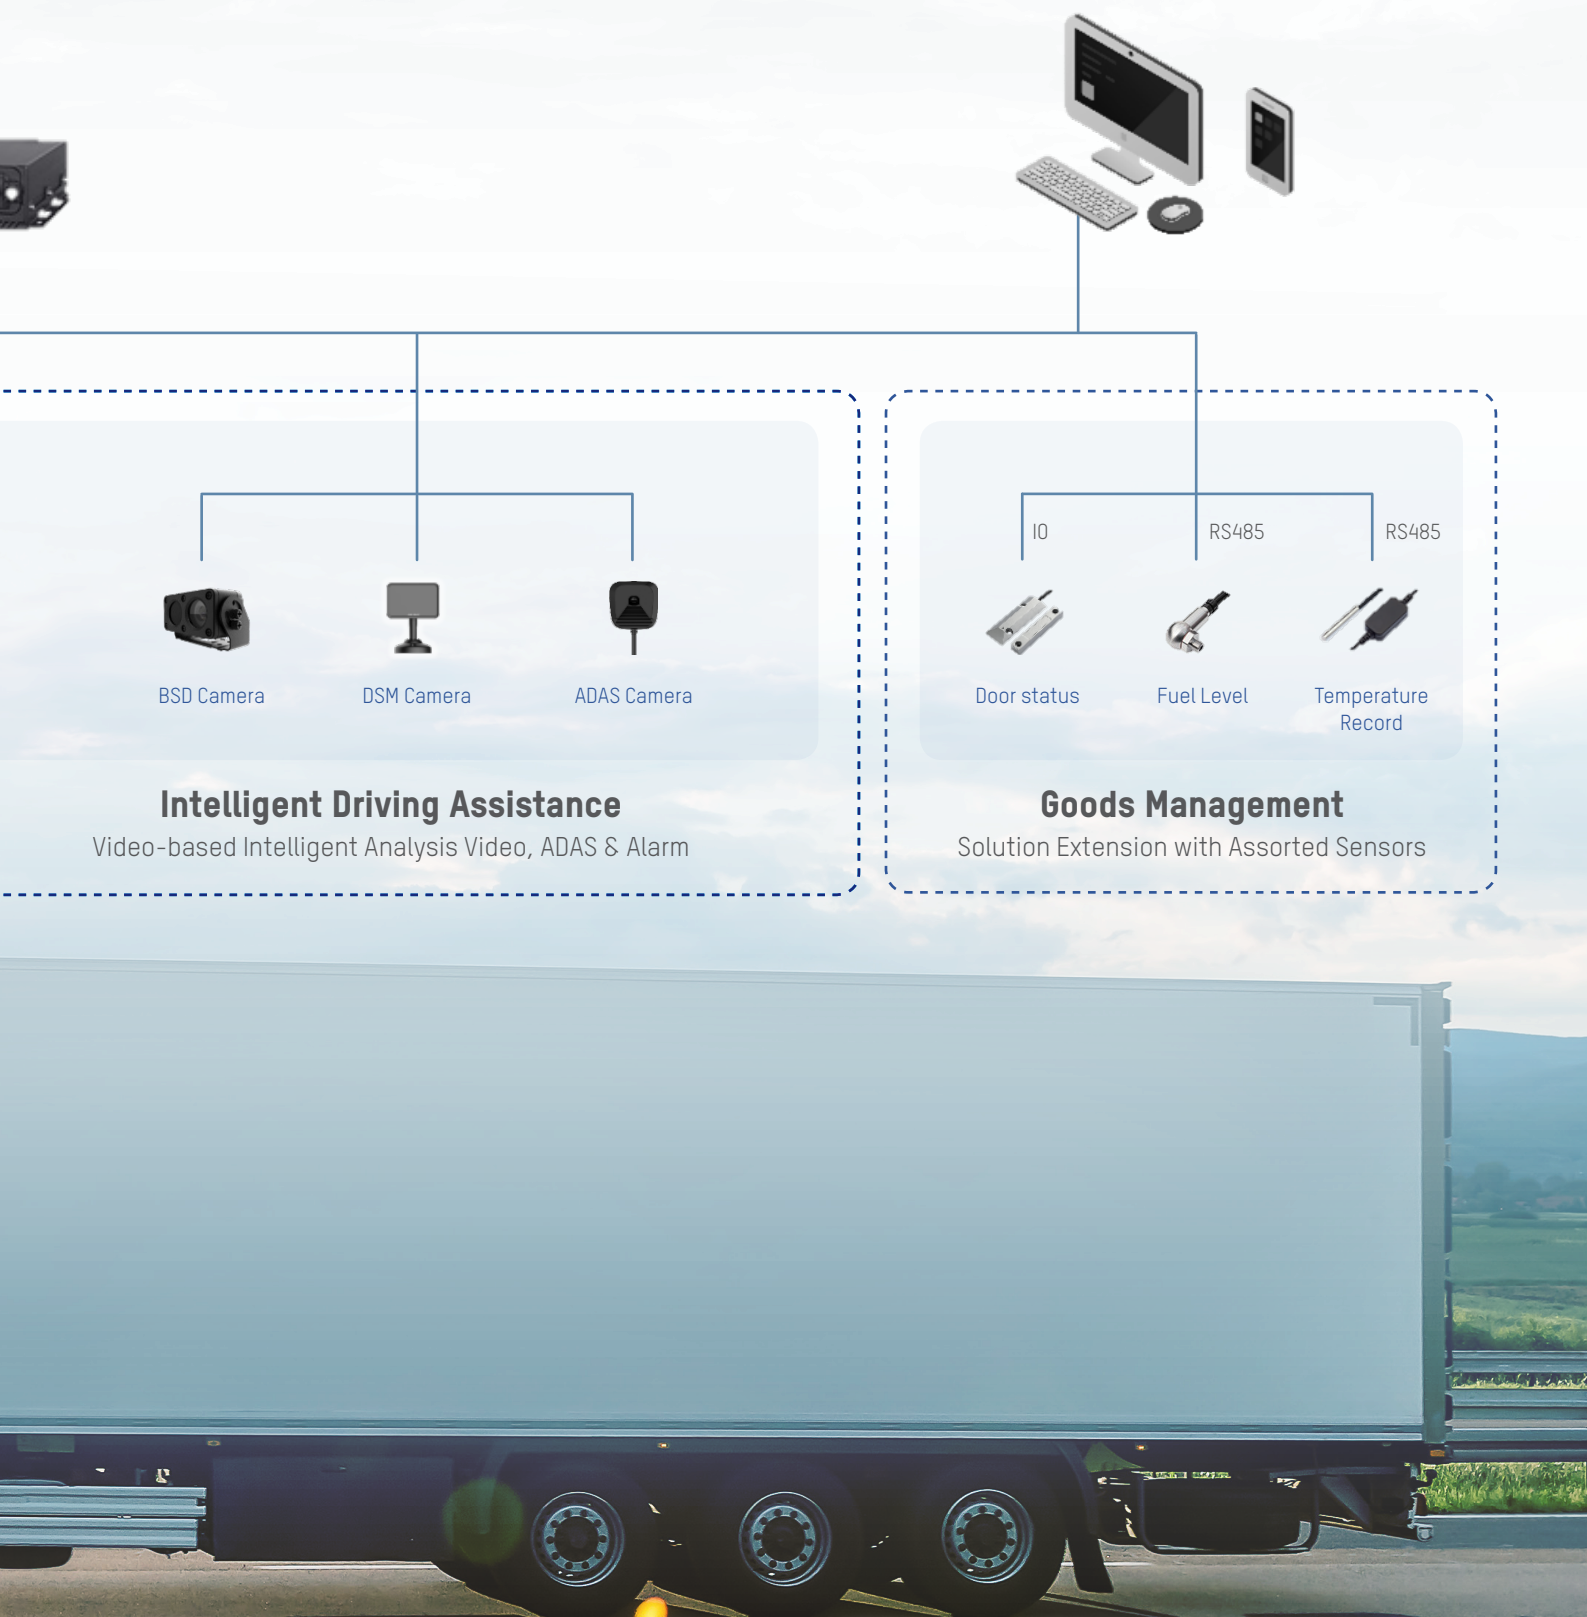 IO
RS485
RS485
BSD Camera
DSM Camera
ADAS Camera
Door status
Fuel Level
Temperature
Record
Intelligent Driving Assistance
Video-based Intelligent Analysis Video, ADAS & Alarm
Goods Management
Solution Extension with Assorted Sensors